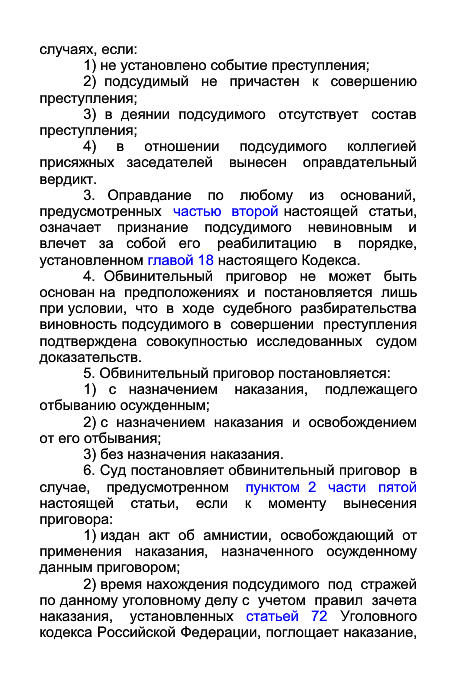 случаях, если:
1) не установлено событие преступления;
2) подсудимый не причастен к совершению
преступления;
3) в деянии подсудимого отсутствует состав
преступления;
4) в отношении подсудимого коллегией
присяжных заседателей вынесен оправдательный
вердикт.
3. Оправдание по любому из оснований,
предусмотренных частью второй настоящей статьи,
означает признание подсудимого невиновным и
влечет за собой его реабилитацию в порядке,
установленном главой 18 настоящего Кодекса.
4. Обвинительный приговор не может быть
основан на предположениях и постановляется лишь
при условии, что в ходе судебного разбирательства
виновность подсудимого в совершении преступления
подтверждена совокупностью исследованных судом
доказательств.
5. Обвинительный приговор постановляется:
1) с назначением наказания, подлежащего
отбыванию осужденным;
2) с назначением наказания и освобождением
от его отбывания;
3) без назначения наказания.
6. Суд постановляет обвинительный приговор в
случае, предусмотренном пунктом 2 части пятой
настоящей статьи, если к моменту вынесения
приговора:
1) издан акт об амнистии, освобождающий от
применения наказания, назначенного осужденному
данным приговором;
2) время нахождения подсудимого под стражей
по данному уголовному делу с учетом правил зачета
наказания, установленных статьей 72 Уголовного
кодекса Российской Федерации, поглощает наказание,